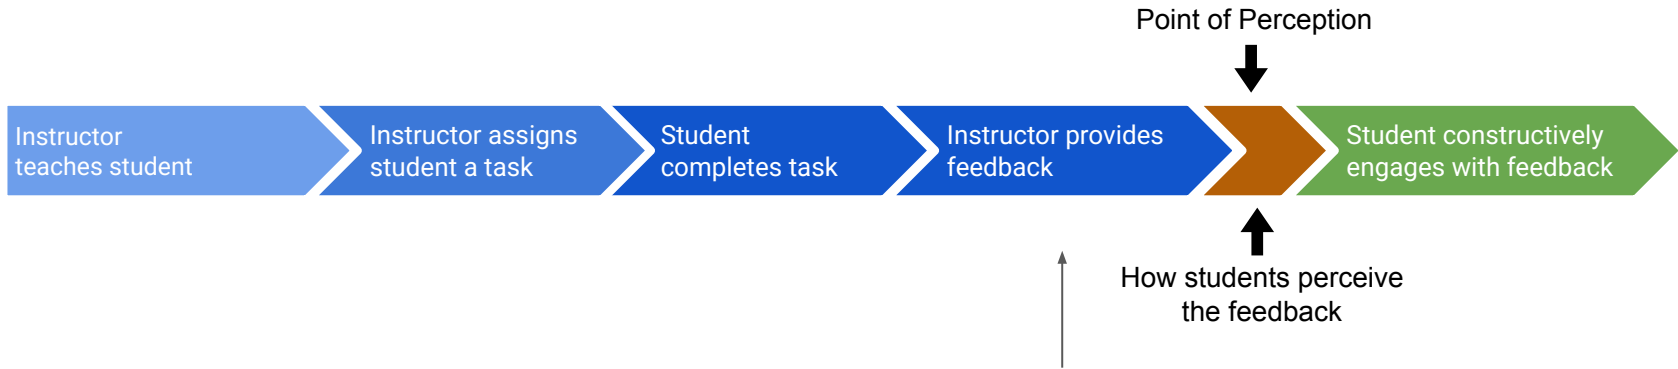 Point of Perception
Instructor
teaches student
Instructor assigns
student a task
Student
completes task
Instructor provides
feedback
Student constructively
engages with feedback
How students perceive
the feedback